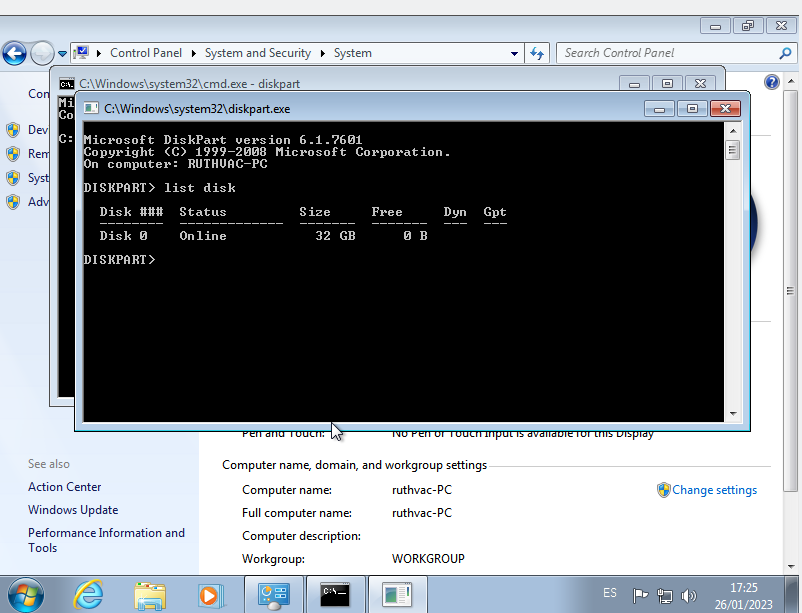 Control Panel ▸ System and Security ▸ System
Search Control Panel
C:\Windows\system32\cmd.exe - diskpart
Con
Mi
Co
C:\Windows\system32\diskpart.exe
Dev
C:
Rem
Syst
Adv
Microsoft DiskPart version 6.1.7601
Copyright (C) 1999-2008 Microsoft Corporation.
On computer: RUTHVAC-PC
DISKPART> list disk
Disk ### Status Size Free Dyn Gpt
-------- ------------- ------- ------- --- ---
Disk 0 Online 32 GB 0 B
DISKPART>
Pen and Touch: No Pen or Touch Input is available for this Display
See also
Computer name, domain, and workgroup settings
Action Center
Computer name: ruthvac-PC
Change settings
Windows Update
Full computer name: ruthvac-PC
Performance Information and
Tools
Computer description:
Workgroup: WORKGROUP
ES
17:25
26/01/2023